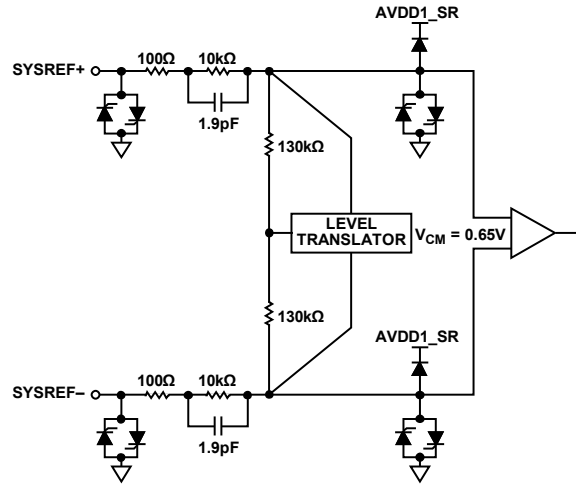 AVDD1_SR
100Ω 10kΩ
SYSREF+
1.9pF
130kΩ
LEVEL
TRANSLATOR
VCM = 0.65V
130kΩ
AVDD1_SR
100Ω 10kΩ
SYSREF–
1.9pF